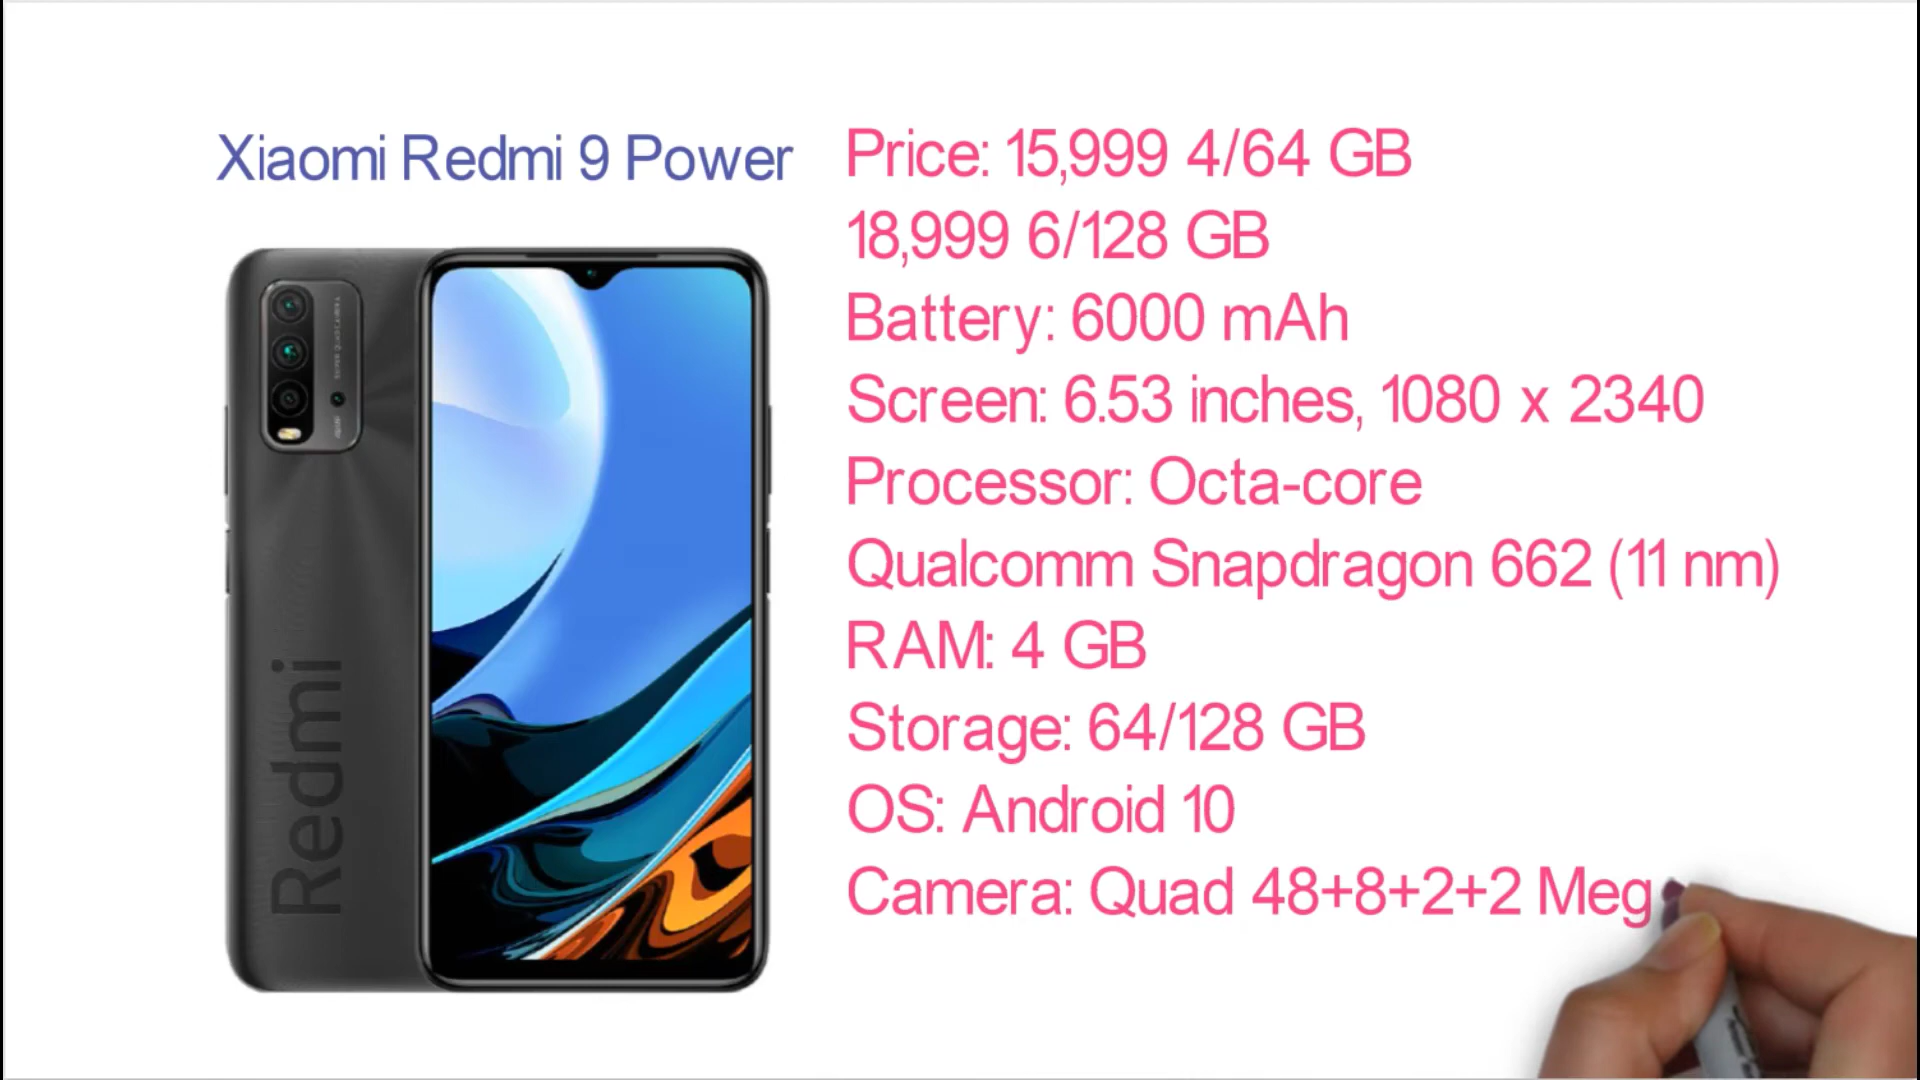 Xiaomi Redmi 9 Power
Price: 15,999 4/64 GB
18,999 6/128 GB
Battery: 6000 mAh
Screen: 6.53 inches, 1080 x 2340
Processor: Octa-core
Qualcomm Snapdragon 662 (11 nm)
RAM: 4 GB
Storage: 64/128 GB
OS: Android 10
Camera: Quad 48+8+2+2 Meg
Redmi